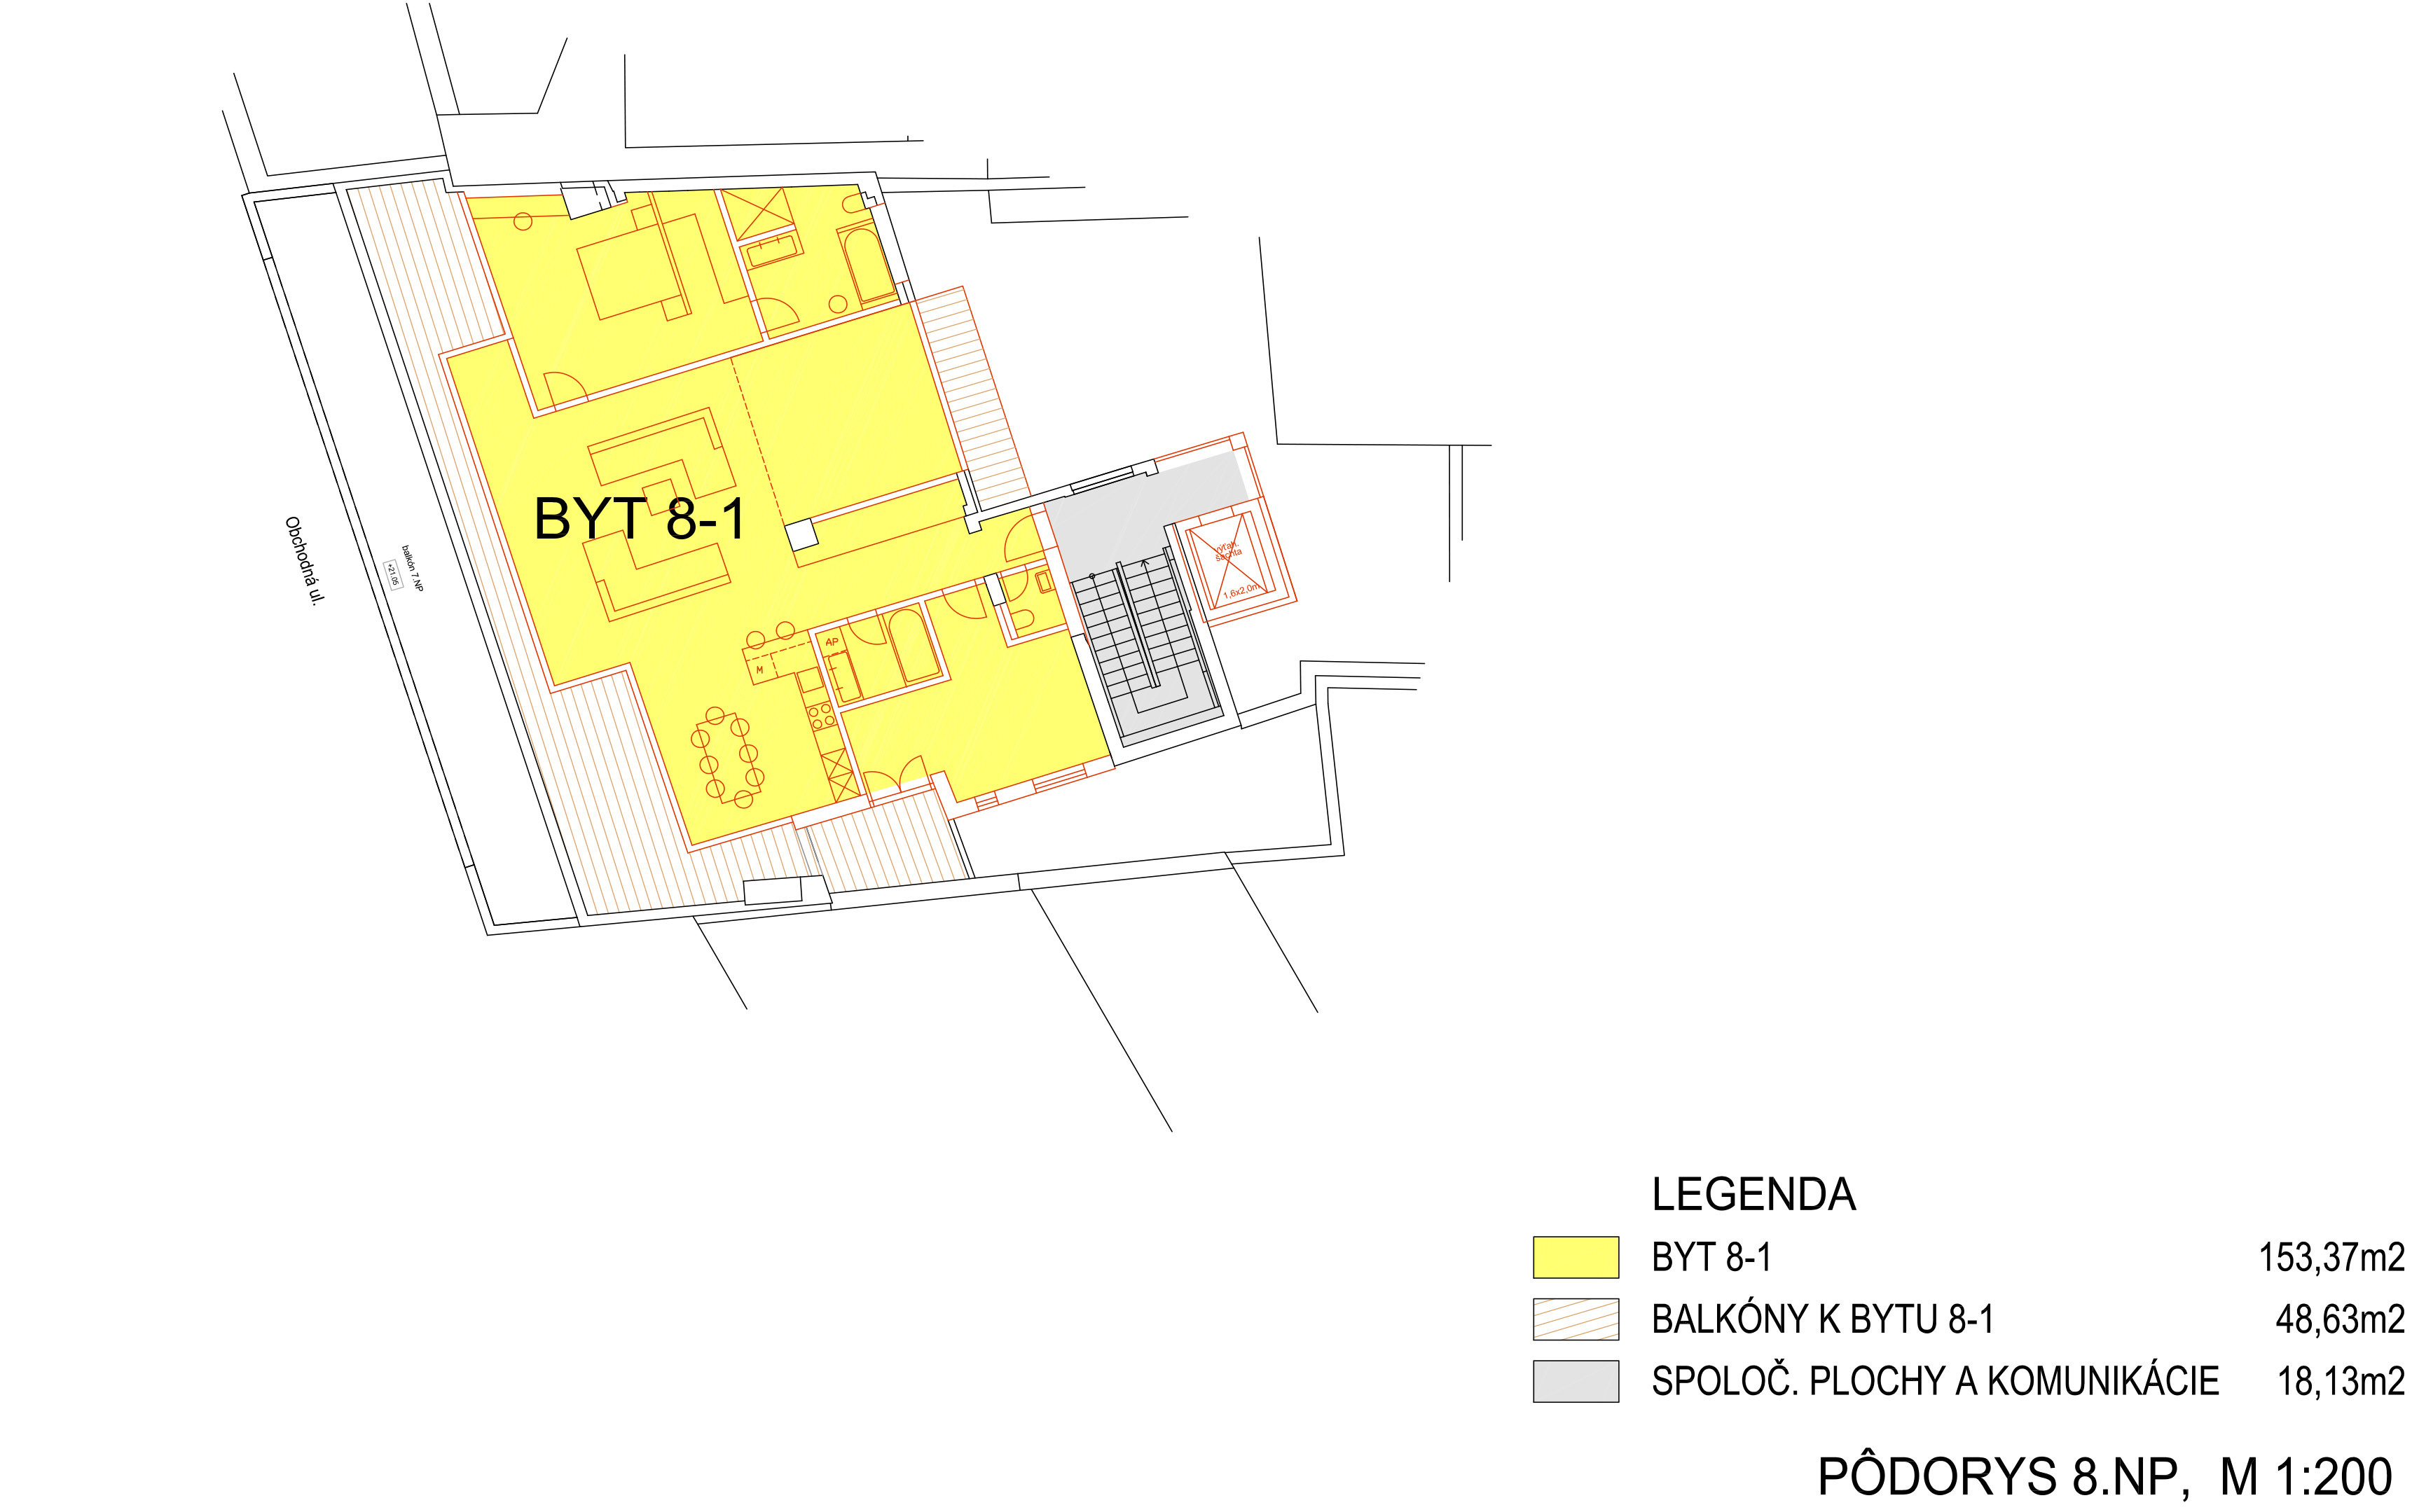 BYT 8-1
Obchodná ul.
balkón 7.NP
+21.05
AP
M
výťah.
šachta
1,6x2,0m
LEGENDA
BYT 8-1 153,37m2
BALKÓNY K BYTU 8-1 48,63m2
SPOLOČ. PLOCHY A KOMUNIKÁCIE 18,13m2
PÔDORYS 8.NP, M 1:200